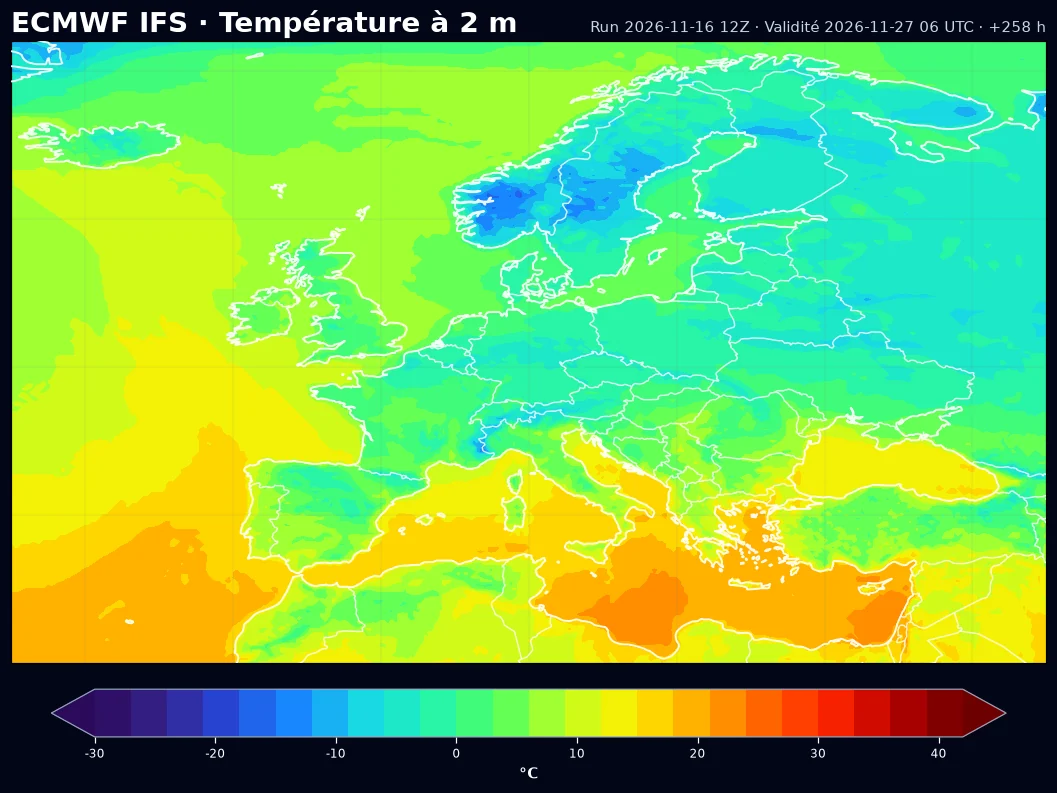 ECMWF IFS · Température à 2 m
Run 2026-11-16 12Z · Validité 2026-11-27 06 UTC · +258 h
-30 -20 -10 0 10 20 30 40
°C